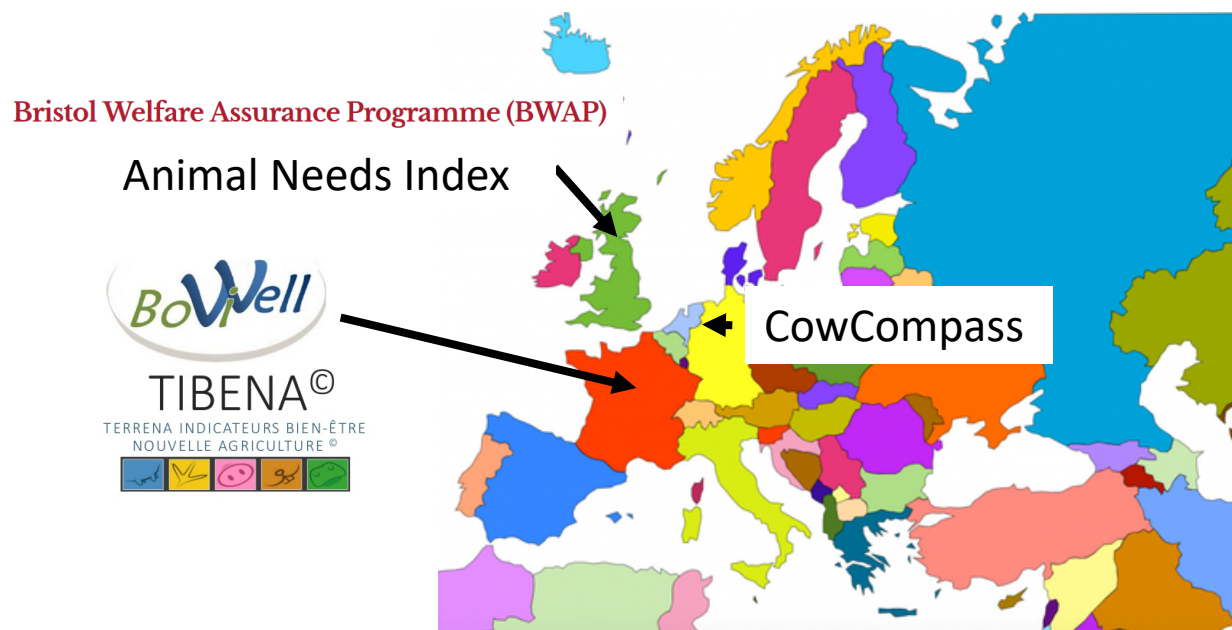 Bristol Welfare Assurance Programme (BWAP)
Animal Needs Index
BoViWell
TIBENA©
TERRENA INDICATEURS BIEN-ÊTRE
NOUVELLE AGRICULTURE ©
CowCompass